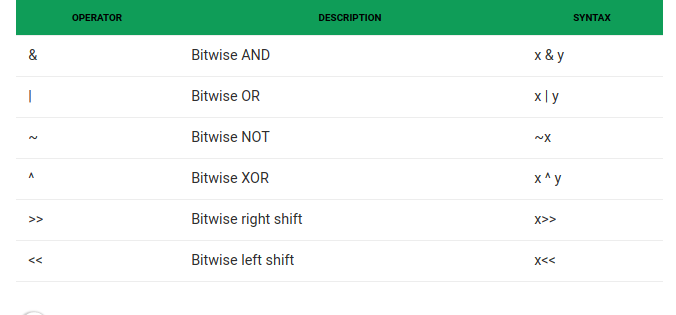 OPERATOR DESCRIPTION SYNTAX
& Bitwise AND x & y
| Bitwise OR x | y
~ Bitwise NOT ~x
^ Bitwise XOR x ^ y
>> Bitwise right shift x>>
<< Bitwise left shift x<<